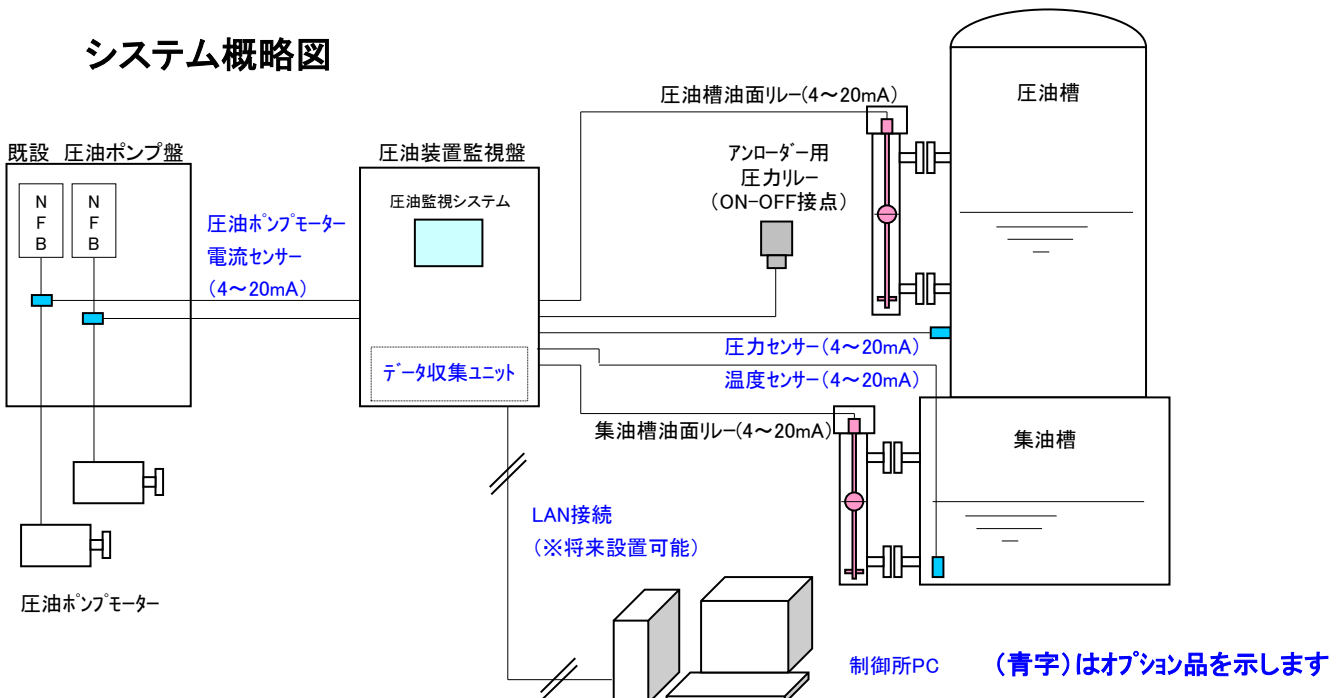 システム概略図
既設 圧油ポンプ盤
N
F
B
N
F
B
圧油ﾎﾟﾝﾌﾟﾓｰﾀｰ
電流ｾﾝｻｰ
(4～20mA)
圧油ﾎﾟﾝﾌﾟﾓｰﾀｰ
圧油装置監視盤
圧油監視ｼｽﾃﾑ
ﾃﾞｰﾀ収集ﾕﾆｯﾄ
圧油槽油面ﾘﾚｰ(4～20mA)
ｱﾝﾛｰﾀﾞｰ用
圧力ﾘﾚｰ
(ON-OFF接点)
圧力ｾﾝｻｰ(4～20mA)
温度ｾﾝｻｰ(4～20mA)
集油槽油面ﾘﾚｰ(4～20mA)
圧油槽
集油槽
LAN接続
(※将来設置可能)
制御所PC
(青字)はｵﾌﾟｼｮﾝ品を示します